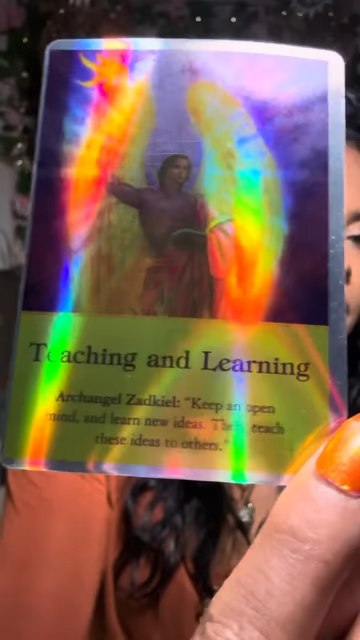 Teaching and Learning
Archangel Zadkiel: "Keep an open
mind, and learn new ideas. Then teach
these ideas to others."